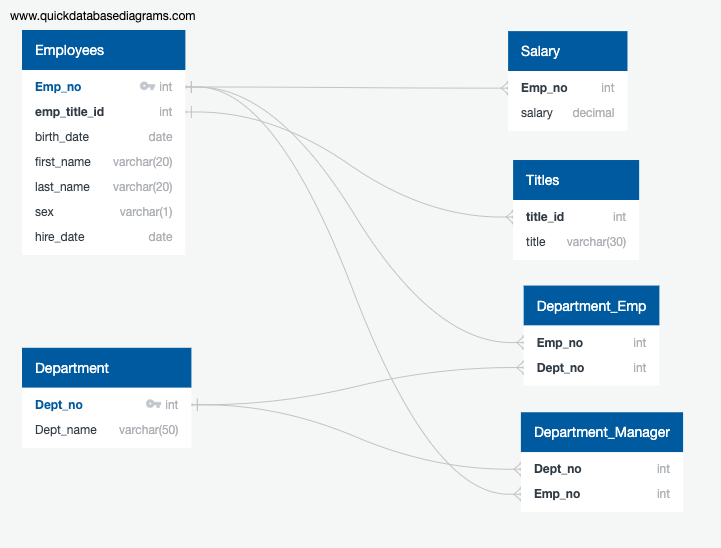 www.quickdatabasediagrams.com
Employees
Emp_no int
emp_title_id int
birth_date date
first_name varchar(20)
last_name varchar(20)
sex varchar(1)
hire_date date
Department
Dept_no int
Dept_name varchar(50)
Salary
Emp_no int
salary decimal
Titles
title_id int
title varchar(30)
Department_Emp
Emp_no int
Dept_no int
Department_Manager
Dept_no int
Emp_no int